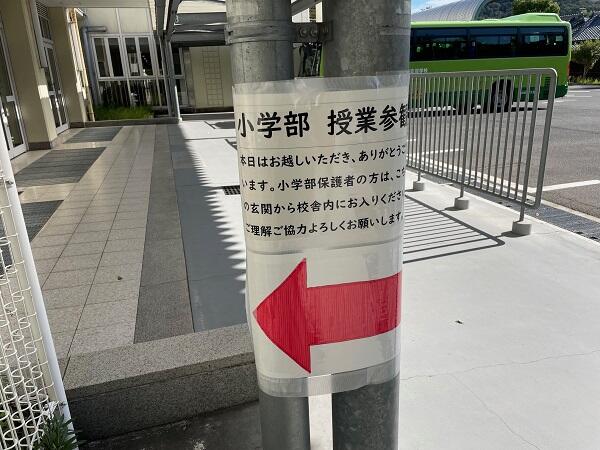 小学部 授業参観
本日はお越しいただき、ありがとうご
います。小学部保護者の方は、こち
の玄関から校舎内にお入りくださ
ご理解ご協力よろしくお願いします